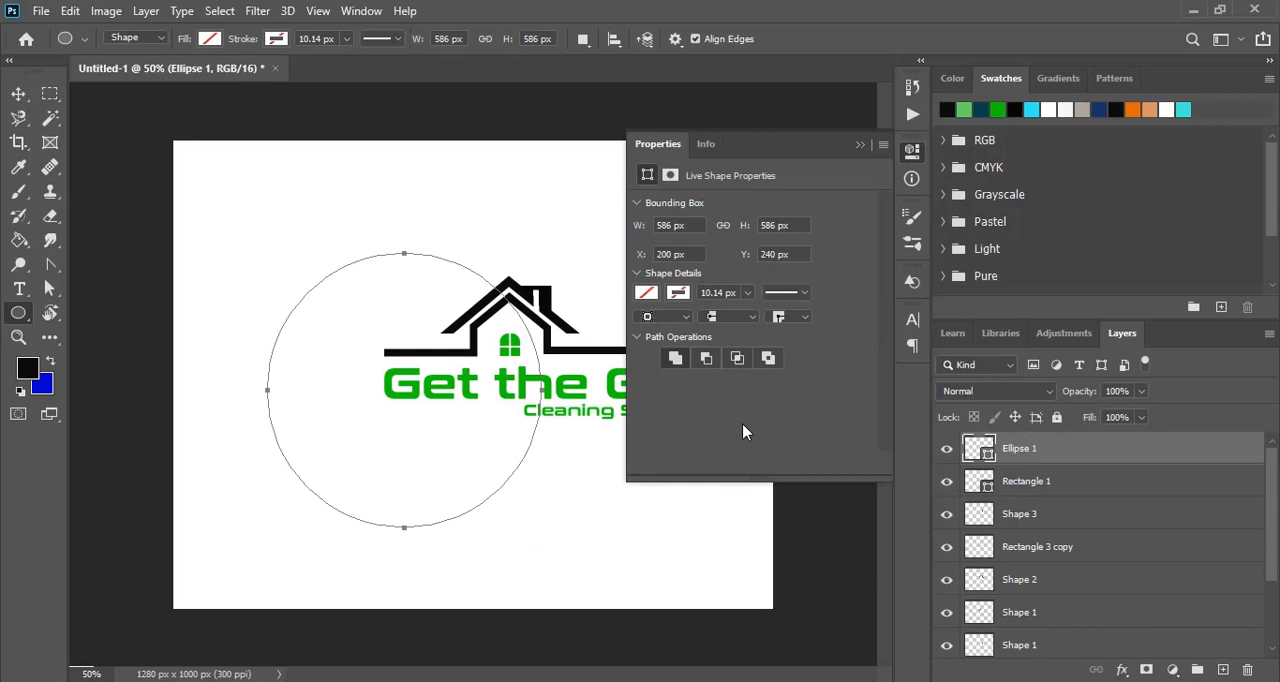 Ps File Edit Image Layer Type Select Filter 3D View Window Help
Shape Fill: Stroke: 10.14 px W: 586 px H: 586 px Align Edges
Untitled-1 @ 50% (Ellipse 1, RGB/16) *
Color Swatches Gradients Patterns
RGB
CMYK
Grayscale
Pastel
Light
Pure
Properties Info
Live Shape Properties
Bounding Box
W: 586 px H: 586 px
X: 200 px Y: 240 px
Shape Details
10.14 px
Path Operations
Get the G
Cleaning S
Learn Libraries Adjustments Layers
Kind
Normal Opacity: 100%
Lock: Fill: 100%
Ellipse 1
Rectangle 1
Shape 3
Rectangle 3 copy
Shape 2
Shape 1
Shape 1
50% 1280 px x 1000 px (300 ppi)